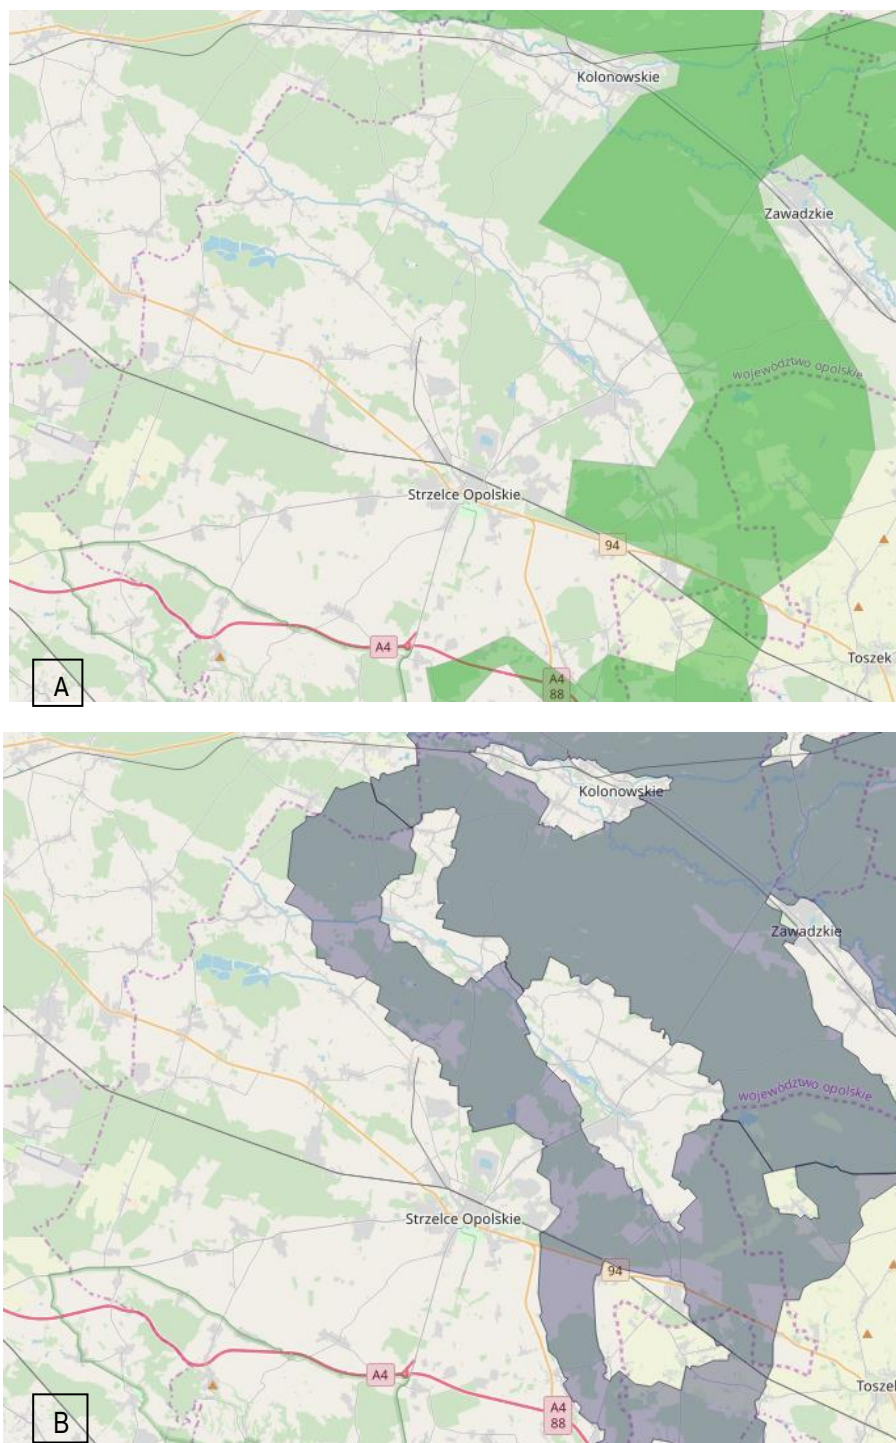 Kolonowskie
Zawadzkie
województwo opolskie
Strzelce Opolskie
94
A4
Toszek
A4
88
A
Kolonowskie
Zawadzkie
województwo opolskie
Strzelce Opolskie
94
A4
Toszek
A4
88
B